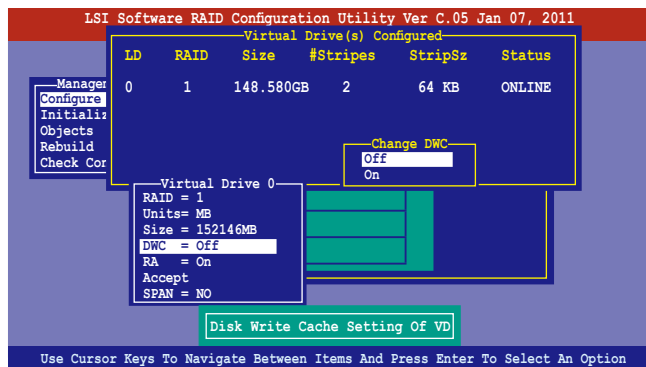 LSI Software RAID Configuration Utility Ver C.05 Jan 07, 2011
Virtual Drive(s) Configured
LD RAID Size #Stripes StripSz Status
0 1 148.580GB 2 64 KB ONLINE
Manager
Configure
Initializ
Objects
Rebuild
Check Cor
Change DWC
Off
On
Virtual Drive 0
RAID = 1
Units= MB
Size = 152146MB
DWC = Off
RA = On
Accept
SPAN = NO
Disk Write Cache Setting Of VD
Use Cursor Keys To Navigate Between Items And Press Enter To Select An Option